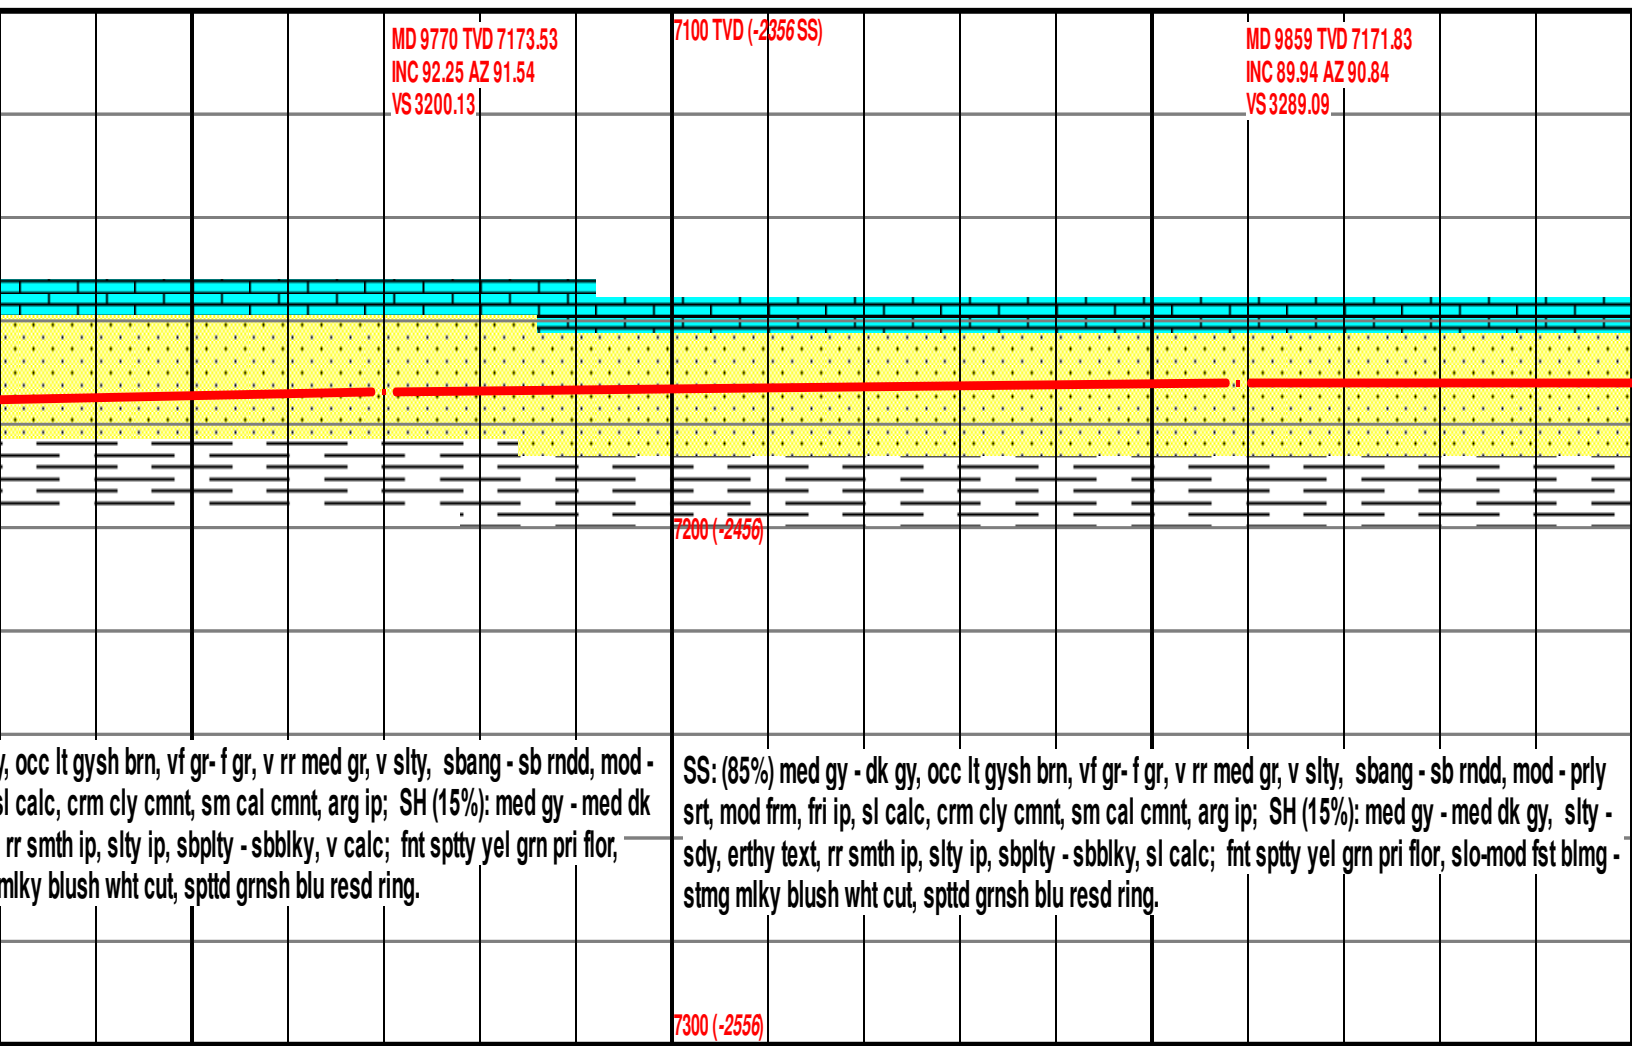 MD 9770 TVD 7173.53
INC 92.25 AZ 91.54
VS 3200.13
7100 TVD (-2356 SS)
MD 9859 TVD 7171.83
INC 89.94 AZ 90.84
VS 3289.09
7200 (-2456)
, occ lt gysh brn, vf gr- f gr, v rr med gr, v slty, sbang - sb rndd, mod -
sl calc, crm cly cmnt, sm cal cmnt, arg ip; SH (15%): med gy - med dk
rr smth ip, slty ip, sbplty - sbblky, v calc; fnt sptty yel grn pri flor,
mlky blush wht cut, spttd grnsh blu resd ring.
SS: (85%) med gy - dk gy, occ lt gysh brn, vf gr- f gr, v rr med gr, v slty, sbang - sb rndd, mod - prly
srt, mod frm, fri ip, sl calc, crm cly cmnt, sm cal cmnt, arg ip; SH (15%): med gy - med dk gy, slty -
sdy, erthy text, rr smth ip, slty ip, sbplty - sbblky, sl calc; fnt sptty yel grn pri flor, slo-mod fst blmg -
stmg mlky blush wht cut, spttd grnsh blu resd ring.
7300 (-2556)